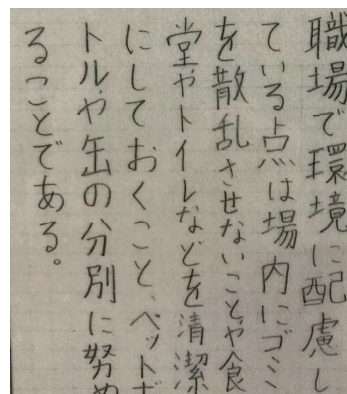 職場で環境に配慮し
ている点は場内にゴミ
を散乱させないことや食
堂やトイレなどを清潔
にしておくこと、ペットボ
トルや缶の分別に努め
ることである。